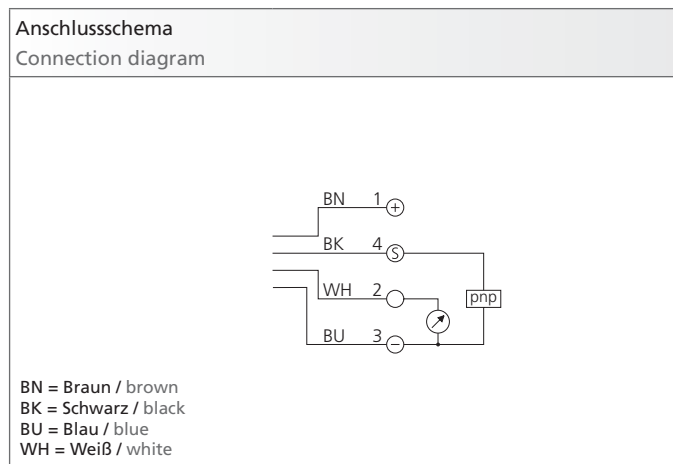 Anschlussschema
Connection diagram
BN 1 +
BK 4 S
WH 2
pnp
BU 3 −
BN = Braun / brown
BK = Schwarz / black
BU = Blau / blue
WH = Weiß / white